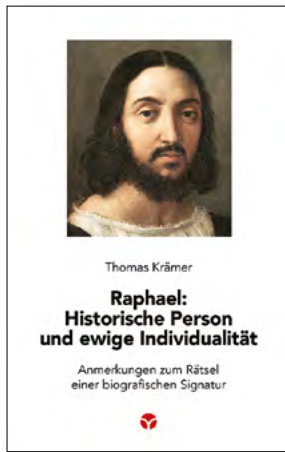 Thomas Krämer
Raphael:
Historische Person
und ewige Individualität
Anmerkungen zum Rätsel
einer biografischen Signatur